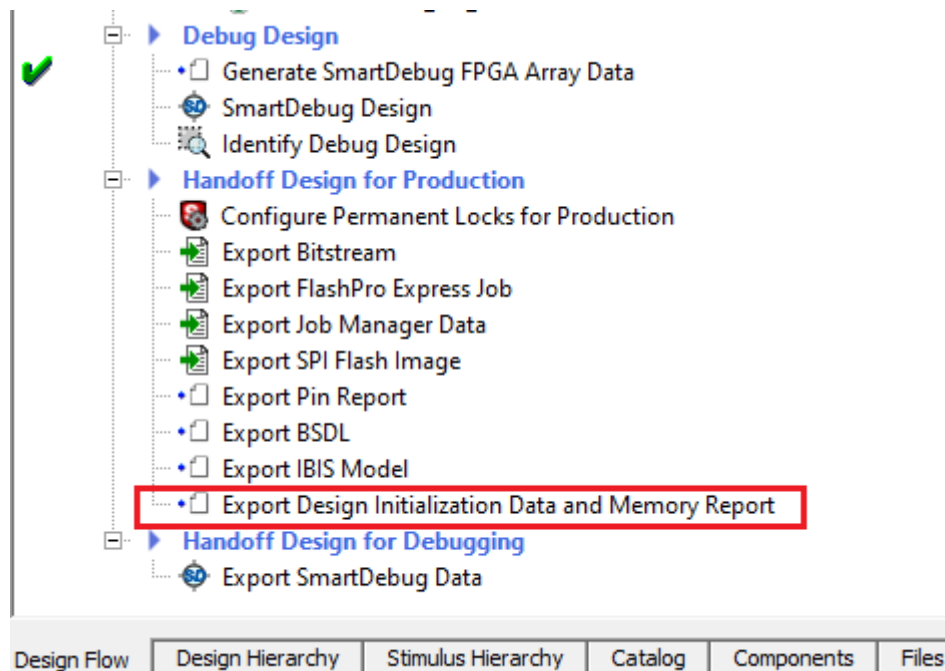 Debug Design
Generate SmartDebug FPGA Array Data
SmartDebug Design
Identify Debug Design
Handoff Design for Production
Configure Permanent Locks for Production
Export Bitstream
Export FlashPro Express Job
Export Job Manager Data
Export SPI Flash Image
Export Pin Report
Export BSDL
Export IBIS Model
Export Design Initialization Data and Memory Report
Handoff Design for Debugging
Export SmartDebug Data
Design Flow Design Hierarchy Stimulus Hierarchy Catalog Components Files